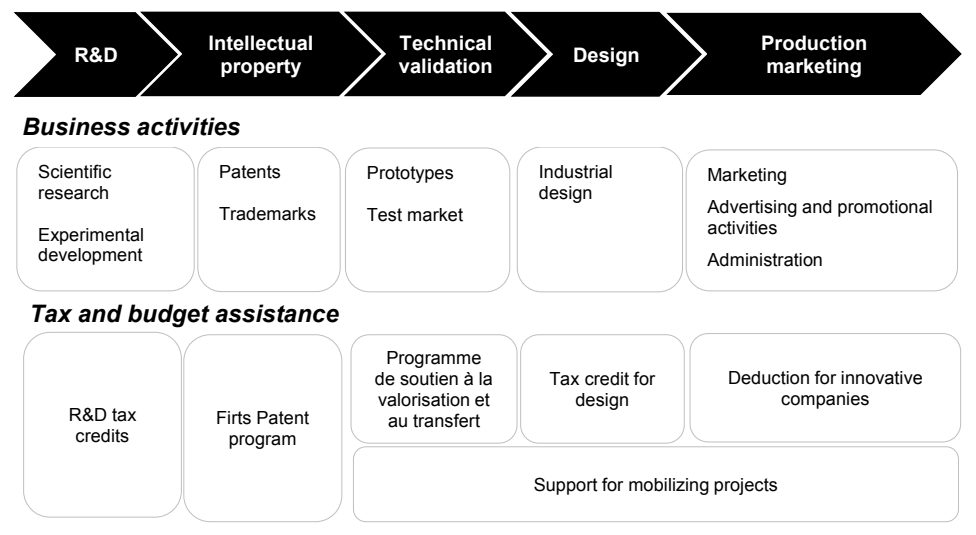 R&D
Intellectual
property
Technical
validation
Design
Production
marketing
Business activities
Scientific
research
Experimental
development
Patents
Trademarks
Prototypes
Test market
Industrial
design
Marketing
Advertising and promotional
activities
Administration
Tax and budget assistance
R&D tax
credits
Firts Patent
program
Programme
de soutien à la
valorisation et
au transfert
Tax credit for
design
Deduction for innovative
companies
Support for mobilizing projects